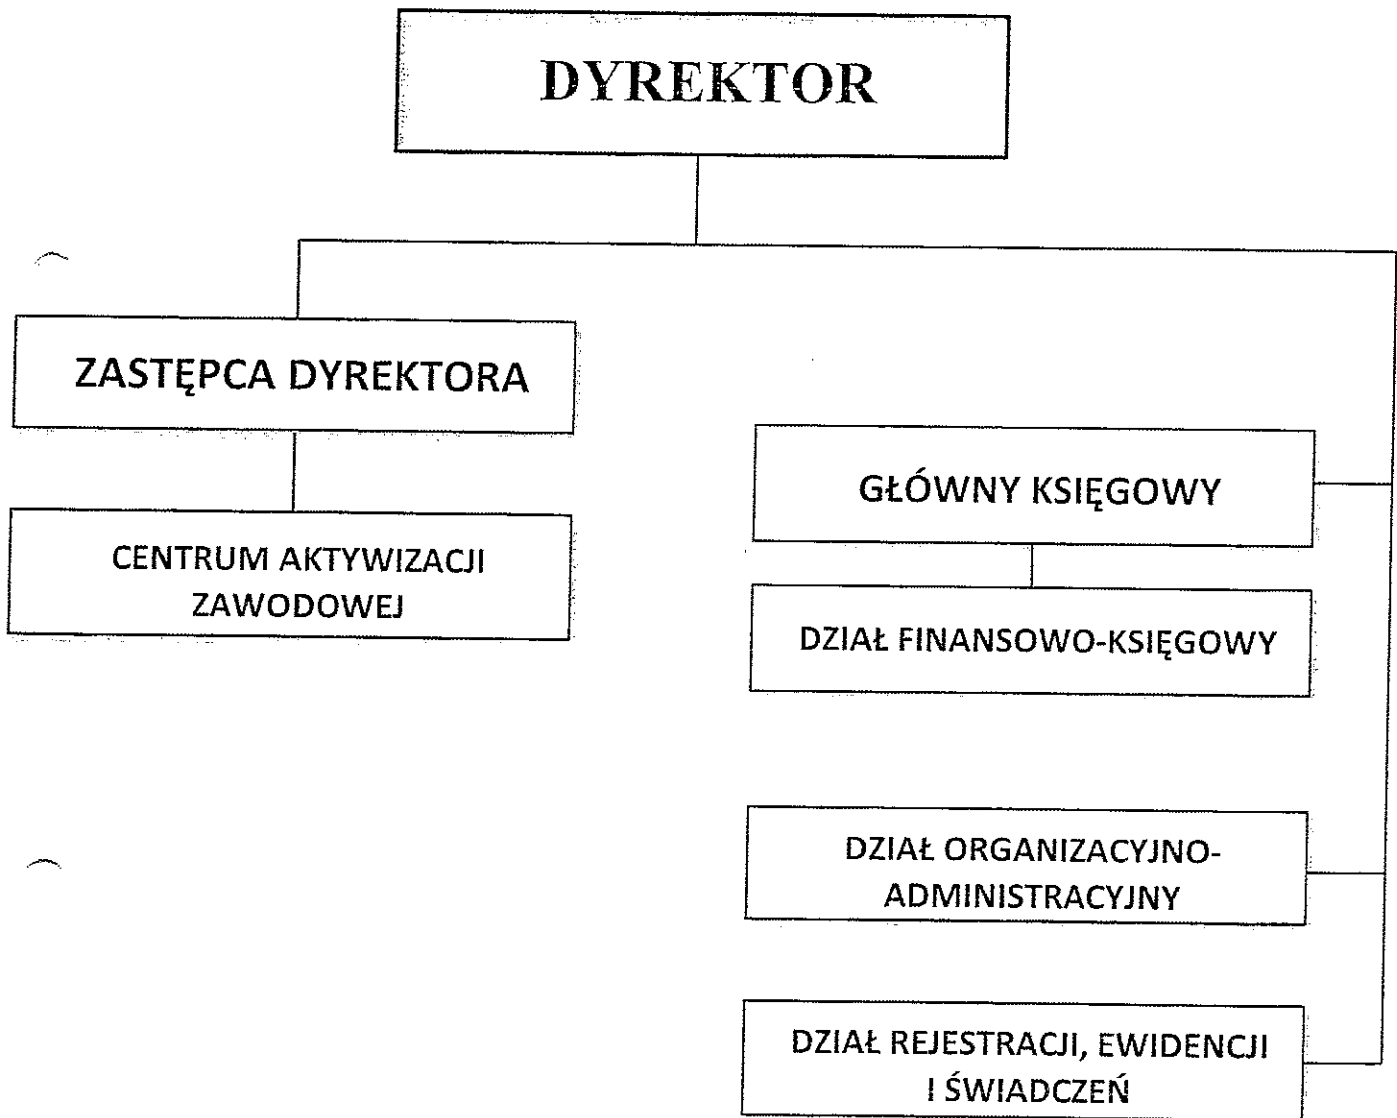 DYREKTOR
ZASTĘPCA DYREKTORA
CENTRUM AKTYWIZACJI
ZAWODOWEJ
GŁÓWNY KSIĘGOWY
DZIAŁ FINANSOWO-KSIĘGOWY
DZIAŁ ORGANIZACYJNO-
ADMINISTRACYJNY
DZIAŁ REJESTRACJI, EWIDENCJI
I ŚWIADCZEŃ